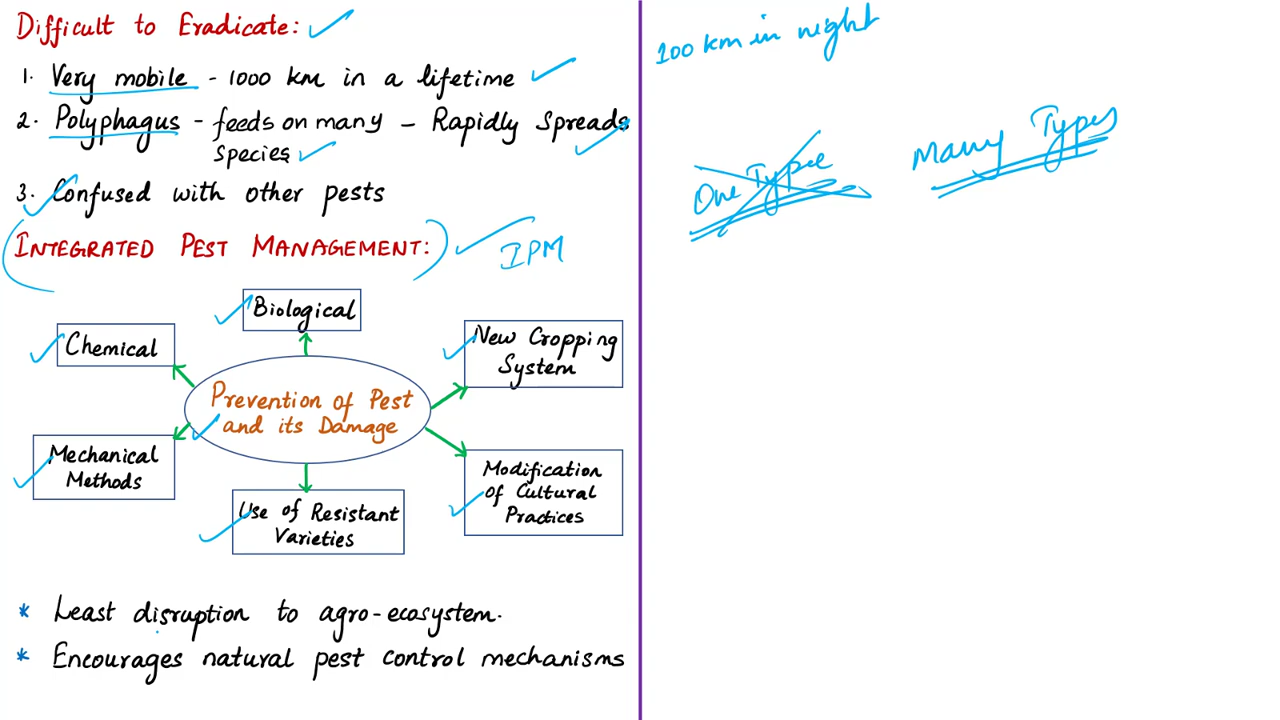 Difficult to Eradicate:
1. Very mobile - 1000 km in a lifetime
2. Polyphagus - feeds on many - Rapidly Spreads
species
3. Confused with other pests
INTEGRATED PEST MANAGEMENT:
IPM
Biological
Chemical
New Cropping
System
Prevention of Pest
and its Damage
Mechanical
Methods
Modification
of Cultural
Practices
Use of Resistant
Varieties
* Least disruption to agro-ecosystem.
* Encourages natural pest control mechanisms
100 km in night
One Type
Many Types